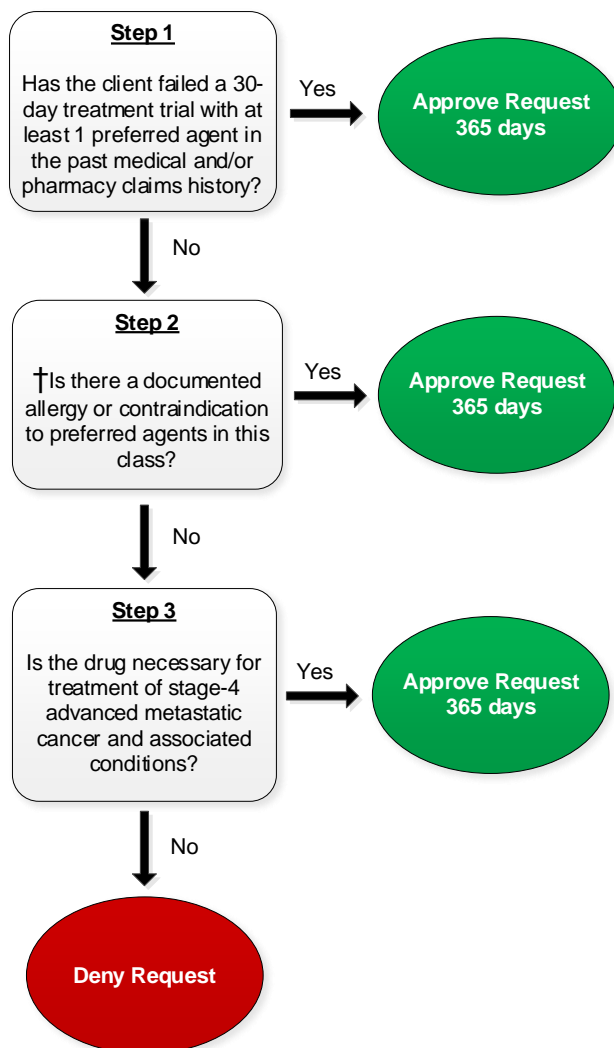 Step 1
Has the client failed a 30-
day treatment trial with at
least 1 preferred agent in
the past medical and/or
pharmacy claims history?
Yes
Approve Request
365 days
No
Step 2
†Is there a documented
allergy or contraindication
to preferred agents in this
class?
Yes
Approve Request
365 days
No
Step 3
Is the drug necessary for
treatment of stage-4
advanced metastatic
cancer and associated
conditions?
Yes
Approve Request
365 days
No
Deny Request